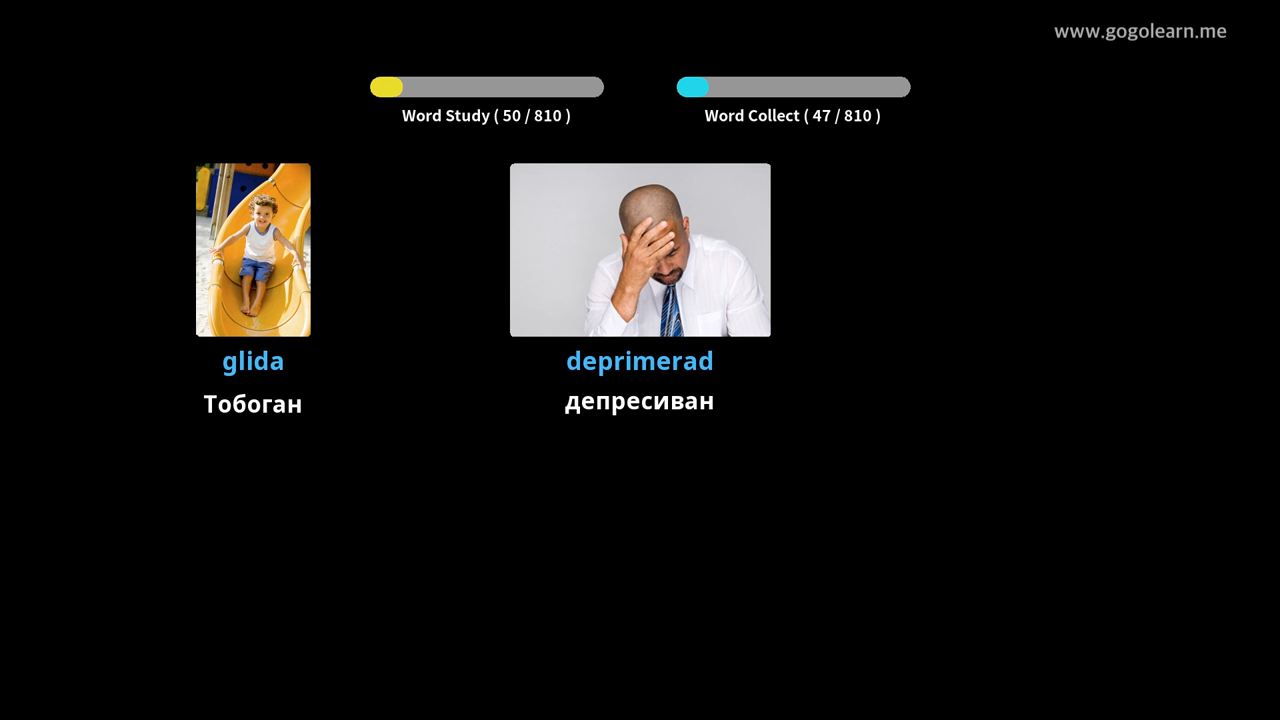 www.gogolearn.me
Word Study ( 50 / 810 )
Word Collect ( 47 / 810 )
glida
Тобоган
deprimerad
депресиван